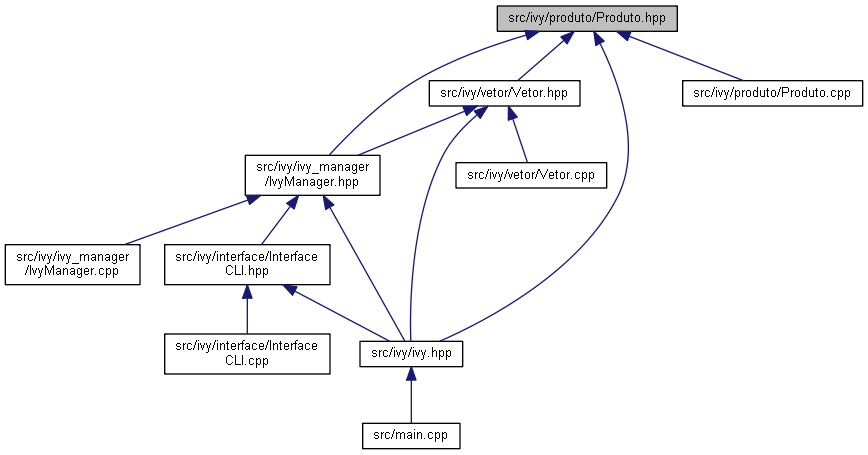 src/ivy/produto/Produto.hpp
src/ivy/vetor/Vetor.hpp
src/ivy/produto/Produto.cpp
src/ivy/ivy_manager
/IvyManager.hpp
src/ivy/vetor/Vetor.cpp
src/ivy/ivy_manager
/IvyManager.cpp
src/ivy/interface/Interface
CLI.hpp
src/ivy/interface/Interface
CLI.cpp
src/ivy/ivy.hpp
src/main.cpp